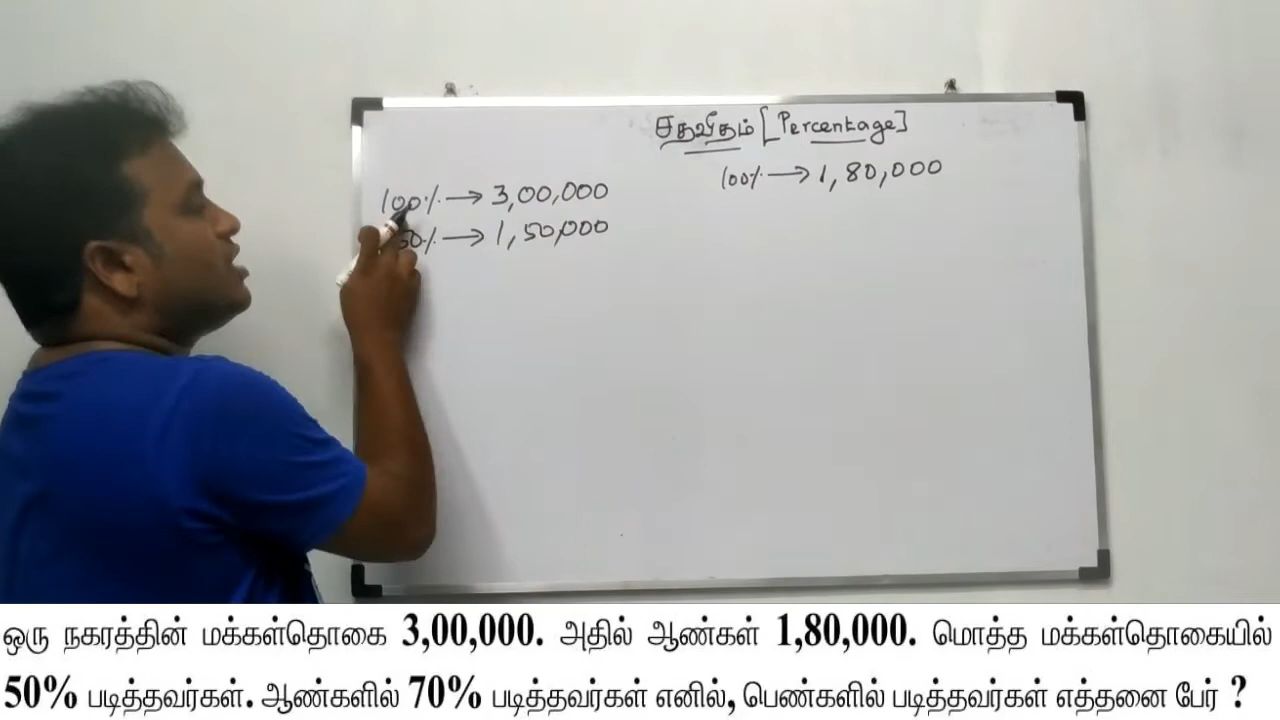 சதவீதம் [Percentage]
100% → 3,00,000
50% → 1,50,000
100% → 1,80,000
ஒரு நகரத்தின் மக்கள்தொகை 3,00,000. அதில் ஆண்கள் 1,80,000. மொத்த மக்கள்தொகையில்
50% படித்தவர்கள். ஆண்களில் 70% படித்தவர்கள் எனில், பெண்களில் படித்தவர்கள் எத்தனை பேர் ?